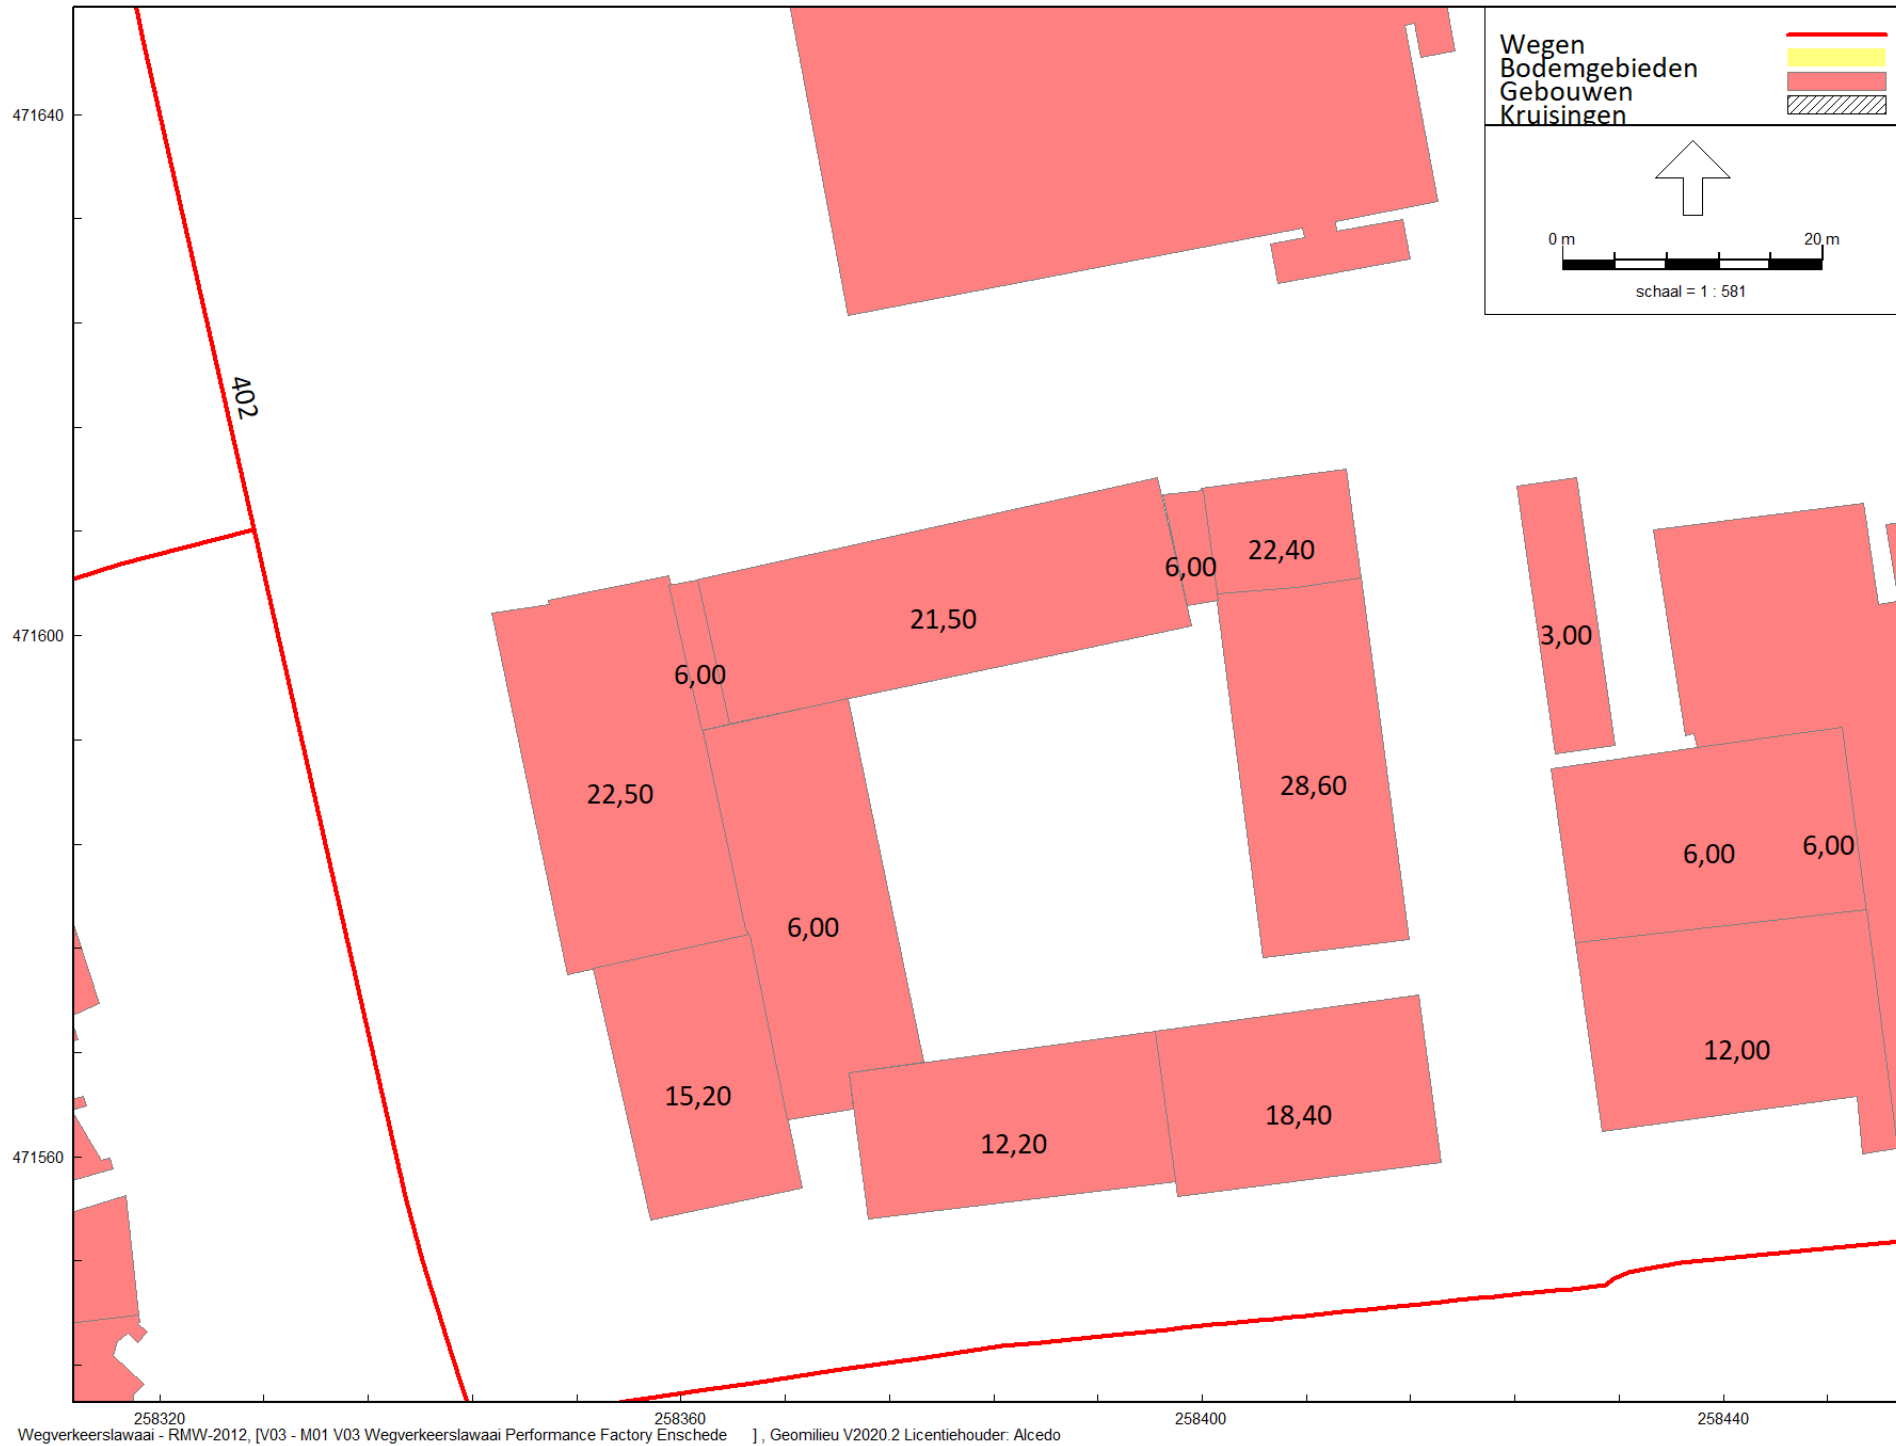 Wegen
Bodemgebieden
Gebouwen
Kruisingen
0 m 20 m
schaal = 1 : 581
471640
402
22,40
6,00
21,50
471600
3,00
6,00
28,60
22,50
6,00
6,00
6,00
12,00
15,20
18,40
12,20
471560
258320 258360 258400 258440
Wegverkeerslawaai - RMW-2012, [V03 - M01 V03 Wegverkeerslawaai Performance Factory Enschede ] , Geomilieu V2020.2 Licentiehouder: Alcedo